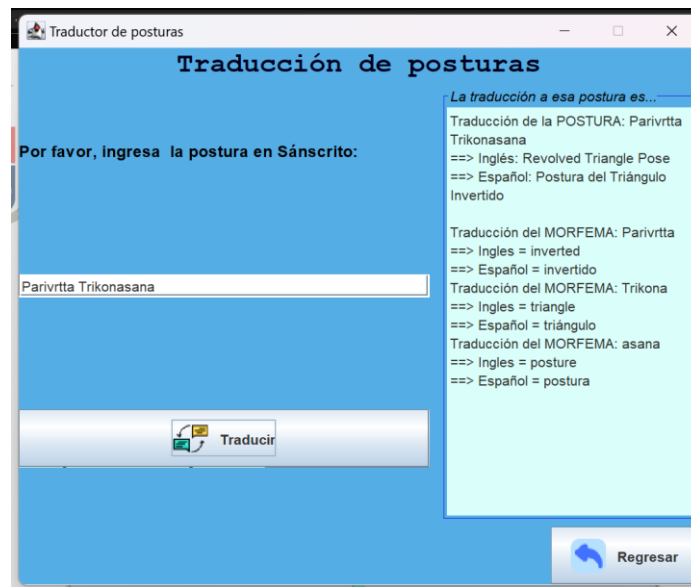 Traductor de posturas
Traducción de posturas
Por favor, ingresa la postura en Sánscrito:
Parivrtta Trikonasana
Traducir
La traducción a esa postura es...
Traducción de la POSTURA: Parivrtta
Trikonasana
==> Inglés: Revolved Triangle Pose
==> Español: Postura del Triángulo
Invertido
Traducción del MORFEMA: Parivrtta
==> Ingles = inverted
==> Español = invertido
Traducción del MORFEMA: Trikona
==> Ingles = triangle
==> Español = triángulo
Traducción del MORFEMA: asana
==> Ingles = posture
==> Español = postura
Regresar